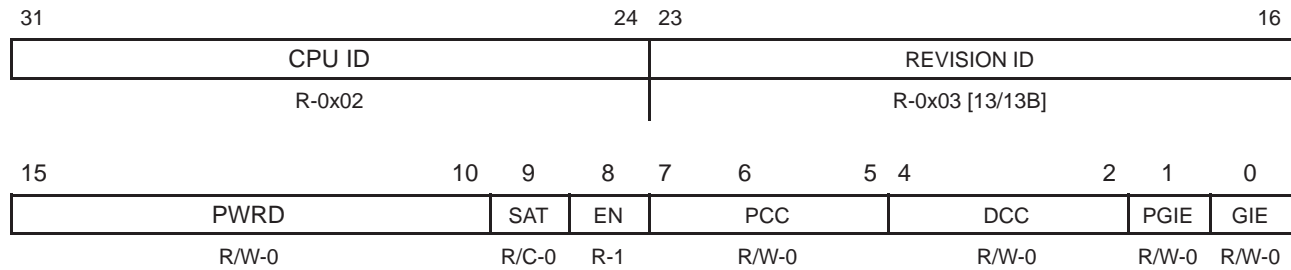 31 24 23 16
CPU ID REVISION ID
R-0x02 R-0x03 [13/13B]
15 10 9 8 7 6 5 4 2 1 0
PWRD SAT EN PCC DCC PGIE GIE
R/W-0 R/C-0 R-1 R/W-0 R/W-0 R/W-0 R/W-0